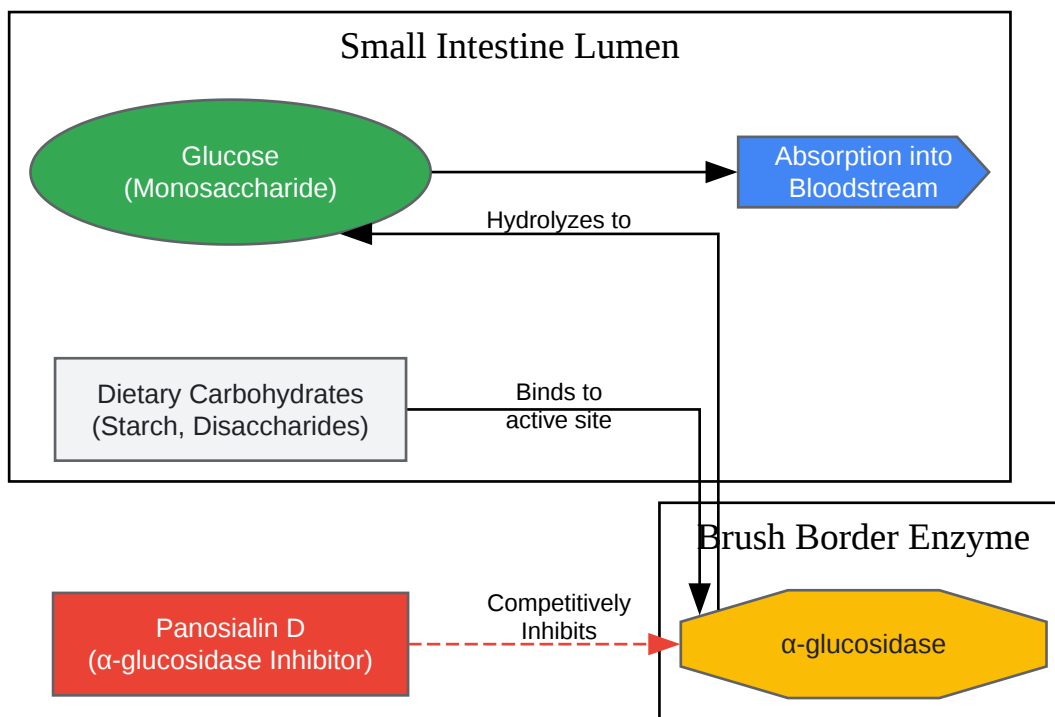 Small Intestine Lumen
Glucose
(Monosaccharide)
Absorption into
Bloodstream
Hydrolyzes to
Dietary Carbohydrates
(Starch, Disaccharides)
Binds to
active site
Brush Border Enzyme
Panosialin D
(α-glucosidase Inhibitor)
Competitively
Inhibits
α-glucosidase